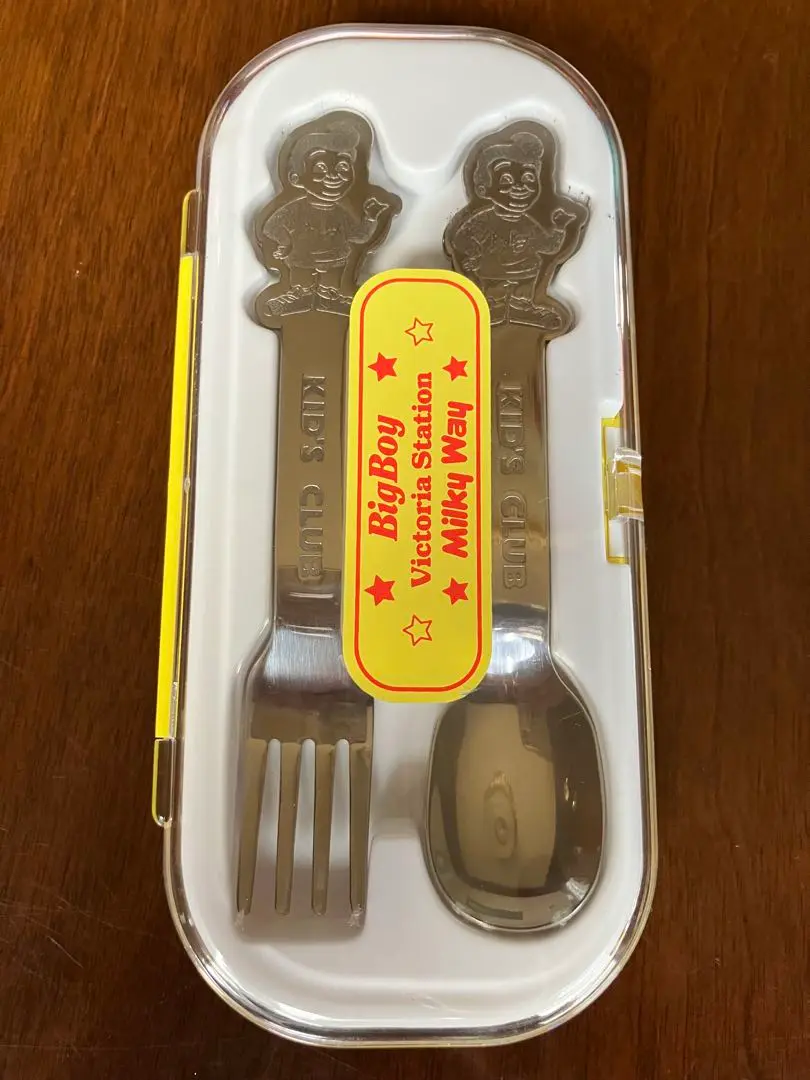 KID'S CLUB
BigBoy
Victoria Station
Milky Way
KID'S CLUB